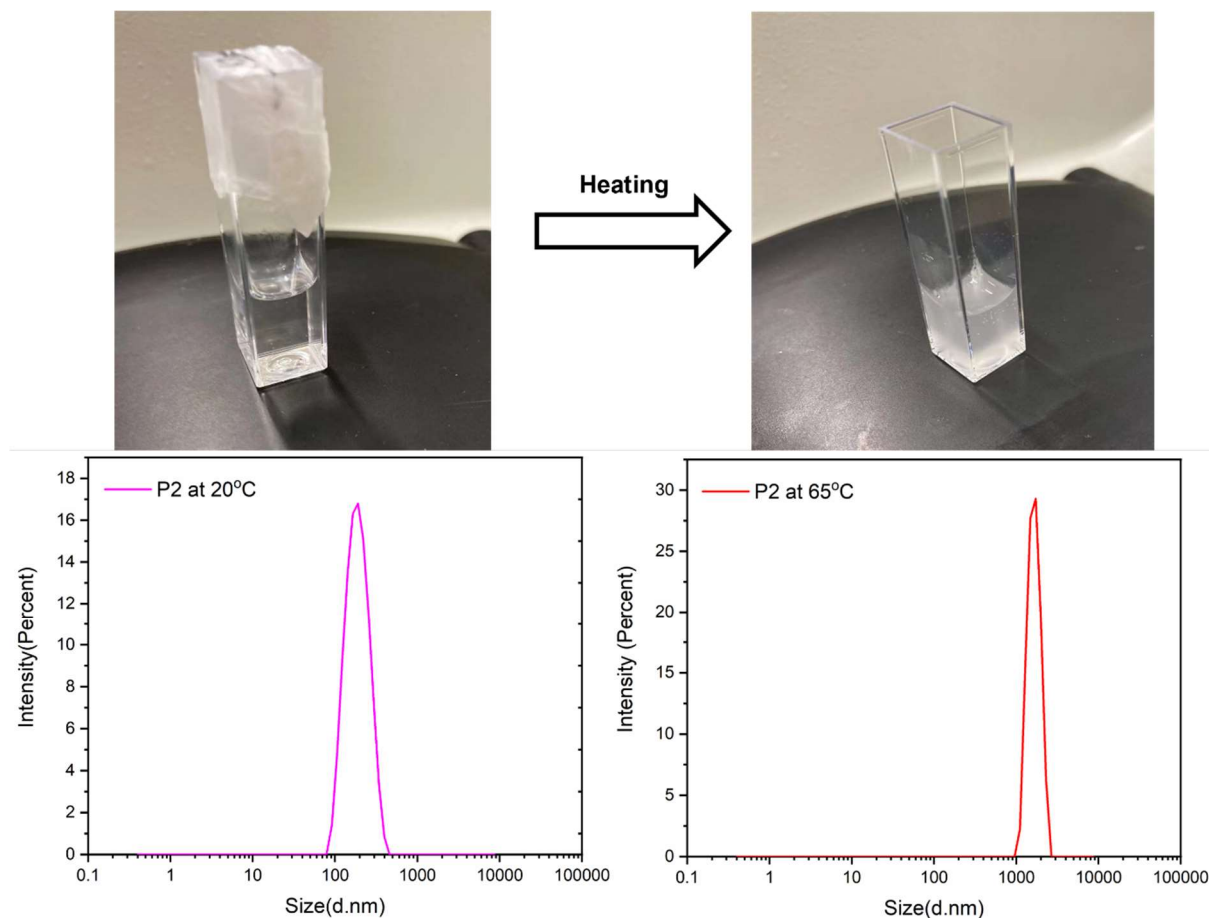 Heating
P2 at 20°C
Intensity(Percent)
18
16
14
12
10
8
6
4
2
0
0.1 1 10 100 1000 10000 100000
Size(d.nm)
P2 at 65°C
Intensity (Percent)
30
25
20
15
10
5
0
0.1 1 10 100 1000 10000 100000
Size(d.nm)